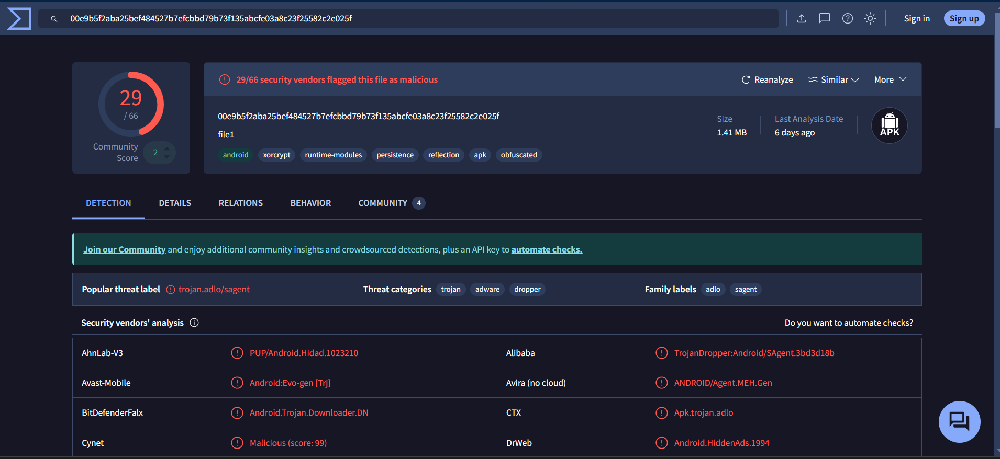 00e9b5f2aba25bef484527b7efcbbd79b73f135abcfe03a8c23f25582c2e025f
Sign in
Sign up
29
/ 66
Community Score
2
29/66 security vendors flagged this file as malicious
Reanalyze
Similar
More
00e9b5f2aba25bef484527b7efcbbd79b73f135abcfe03a8c23f25582c2e025f
file1
android xorcrypt runtime-modules persistence reflection apk obfuscated
Size
1.41 MB
Last Analysis Date
6 days ago
APK
DETECTION DETAILS RELATIONS BEHAVIOR COMMUNITY 4
Join our Community and enjoy additional community insights and crowdsourced detections, plus an API key to automate checks.
Popular threat label trojan.adlo/sagent Threat categories trojan adware dropper Family labels adlo sagent
Security vendors' analysis Do you want to automate checks?
AhnLab-V3 PUP/Android.Hidad.1023210 Alibaba TrojanDropper:Android/SAgent.3bd3d18b
Avast-Mobile Android:Evo-gen [Trj] Avira (no cloud) ANDROID/Agent.MEH.Gen
BitDefenderFalx Android.Trojan.Downloader.DN CTX Apk.trojan.adlo
Cynet Malicious (score: 99) DrWeb Android.HiddenAds.1994